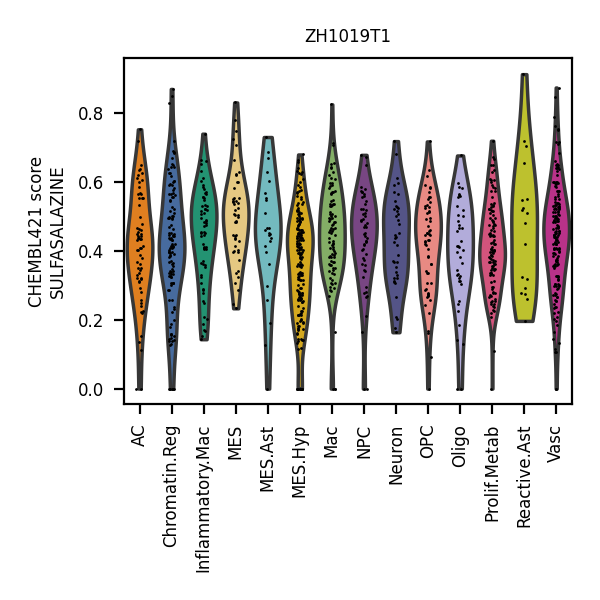 ZH1019T1
CHEMBL421 score
SULFASALAZINE
0.8
0.6
0.4
0.2
0.0
AC
Chromatin.Reg
Inflammatory.Mac
MES
MES.Ast
MES.Hyp
Mac
NPC
Neuron
OPC
Oligo
Prolif.Metab
Reactive.Ast
Vasc